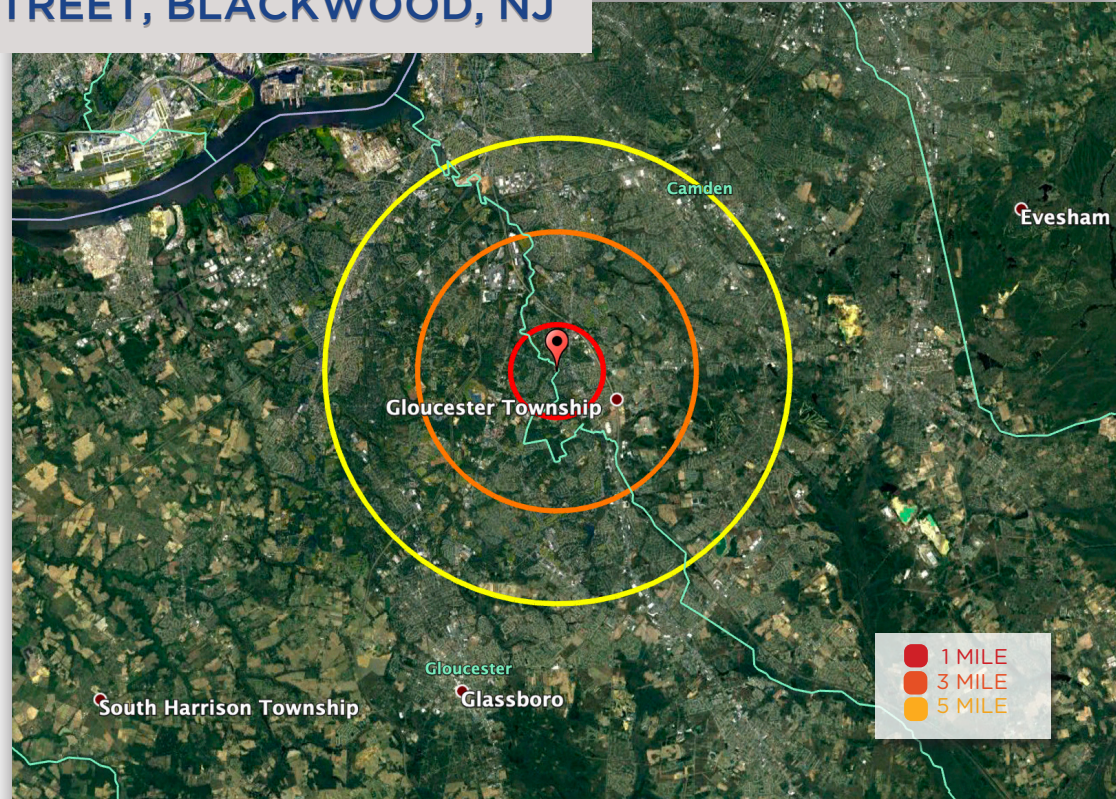 TREET, BLACKWOOD, NJ
Camden
Evesham
Gloucester Township
Gloucester
Glassboro
South Harrison Township
1 MILE
3 MILE
5 MILE